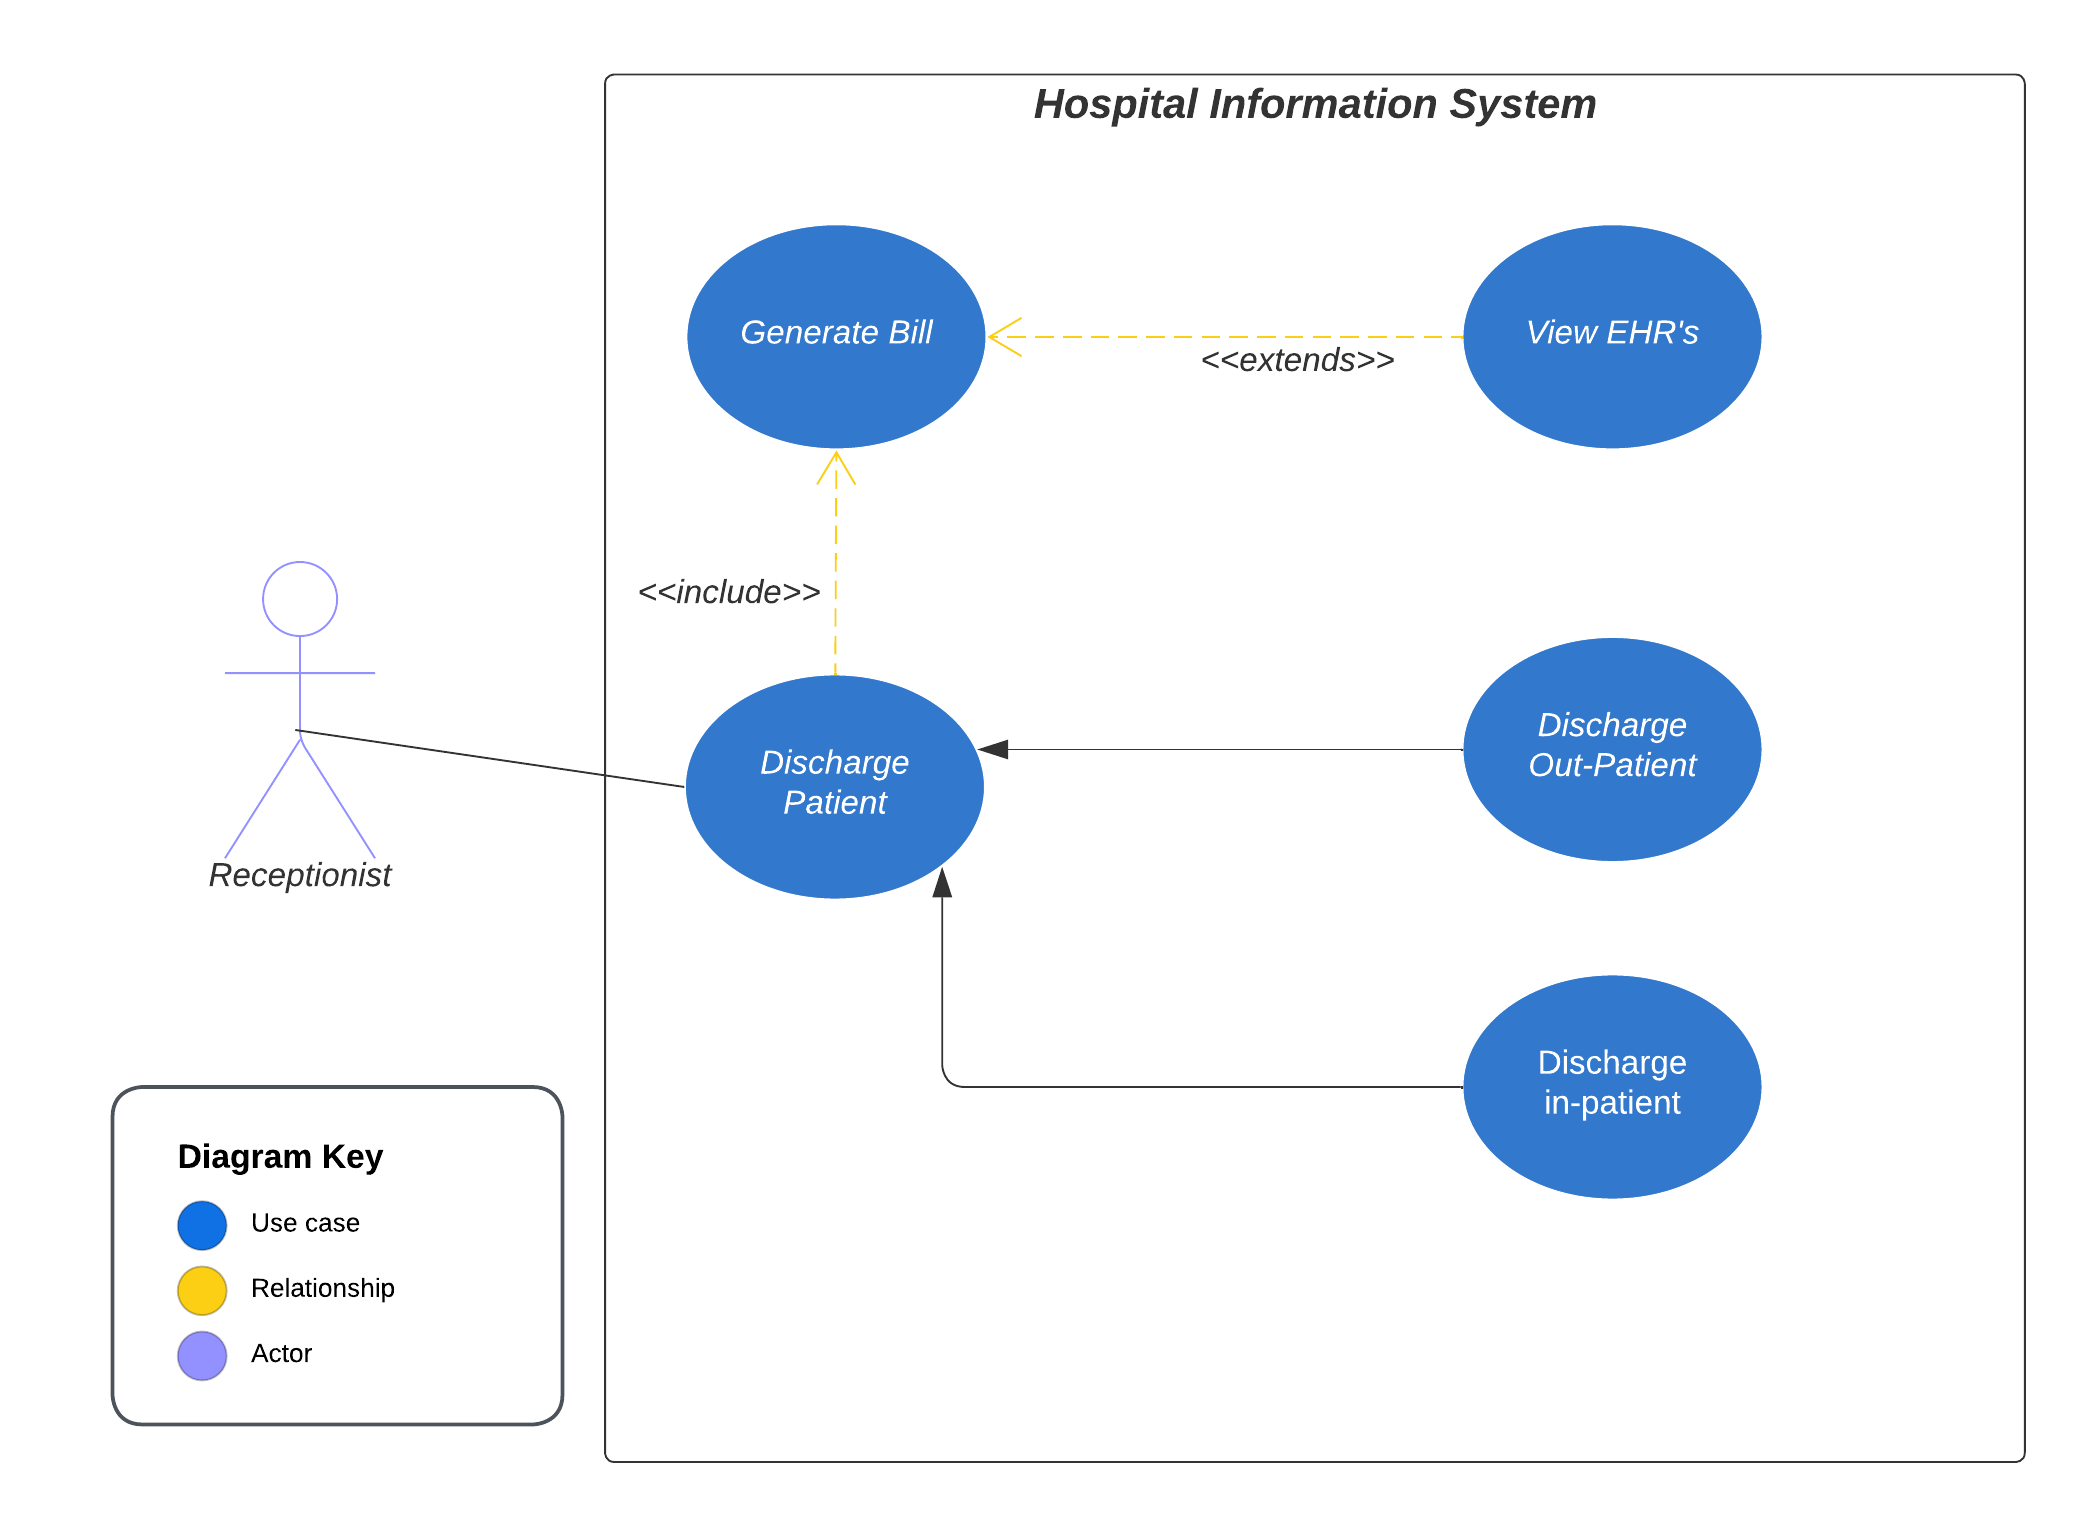 Hospital Information System
Generate Bill
View EHR's
<<extends>>
<<include>>
Discharge
Out-Patient
Discharge
Patient
Receptionist
Discharge
in-patient
Diagram Key
Use case
Relationship
Actor